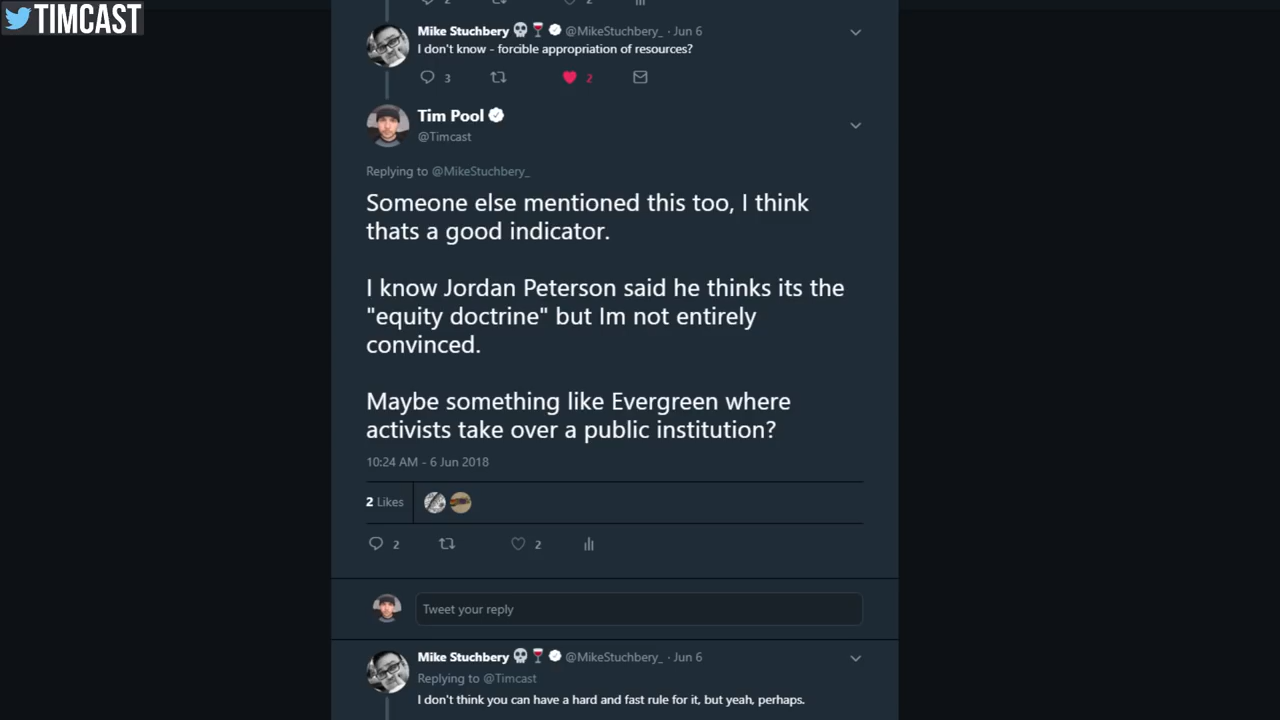 TIMCAST
2 2
Mike Stuchbery @MikeStuchbery_ · Jun 6
I don't know - forcible appropriation of resources?
3 2
Tim Pool
@Timcast
Replying to @MikeStuchbery_
Someone else mentioned this too, I think
thats a good indicator.
I know Jordan Peterson said he thinks its the
"equity doctrine" but Im not entirely
convinced.
Maybe something like Evergreen where
activists take over a public institution?
10:24 AM - 6 Jun 2018
2 Likes
2 2
Tweet your reply
Mike Stuchbery @MikeStuchbery_ · Jun 6
Replying to @Timcast
I don't think you can have a hard and fast rule for it, but yeah, perhaps.